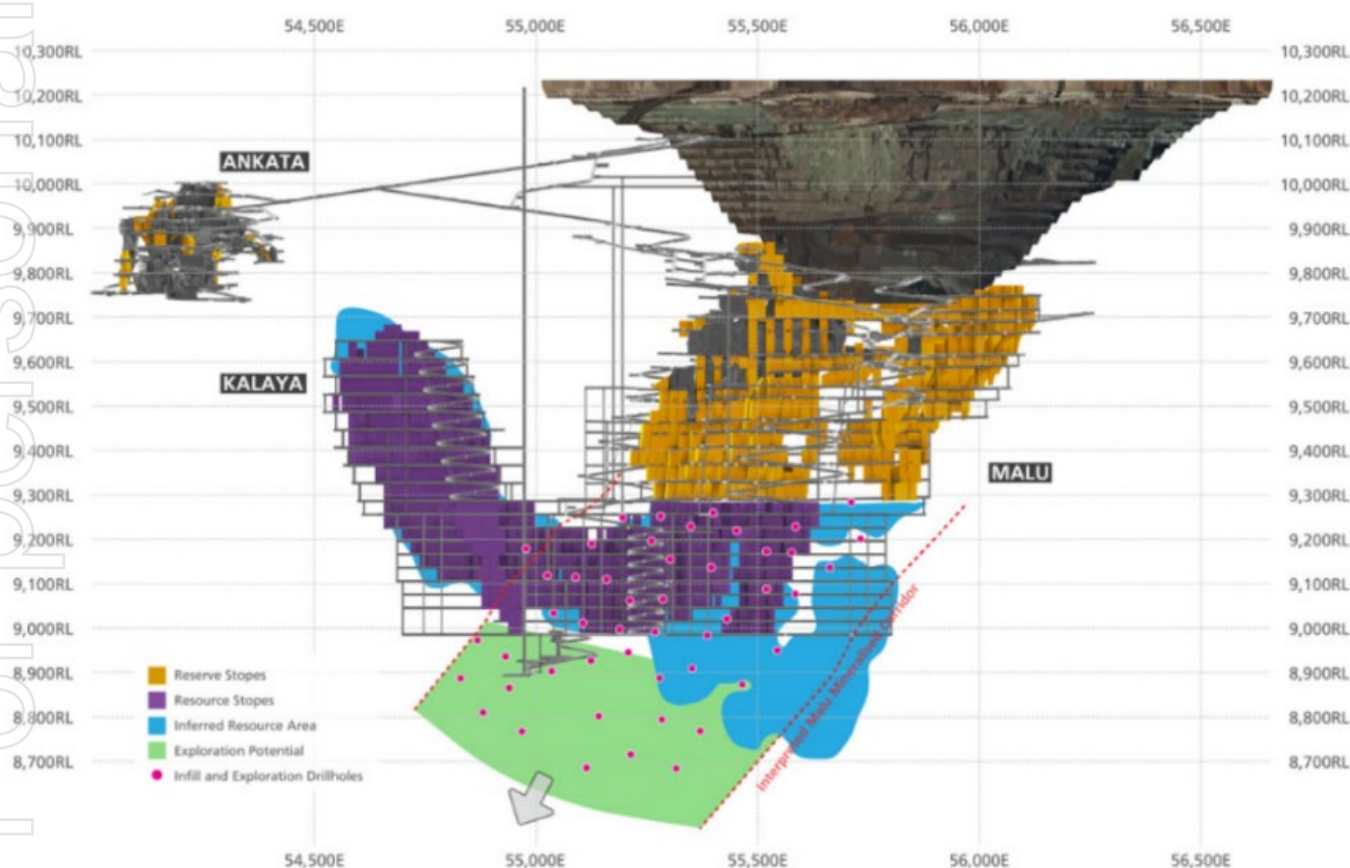 For personal use only
54,500E 55,000E 55,500E 56,000E 56,500E
10,300RL 10,300RL
10,200RL 10,200RL
10,100RL 10,100RL
ANKATA
10,000RL 10,000RL
9,900RL 9,900RL
9,800RL 9,800RL
9,700RL 9,700RL
9,600RL 9,600RL
KALAYA
9,500RL 9,500RL
9,400RL 9,400RL
MALU
9,300RL 9,300RL
9,200RL 9,200RL
9,100RL 9,100RL
9,000RL 9,000RL
8,900RL 8,900RL
8,800RL 8,800RL
8,700RL 8,700RL
Reserve Stopes
Resource Stopes
Inferred Resource Area
Exploration Potential
Infill and Exploration Drillholes
Interpreted Malu Mineralised Corridor
54,500E 55,000E 55,500E 56,000E 56,500E